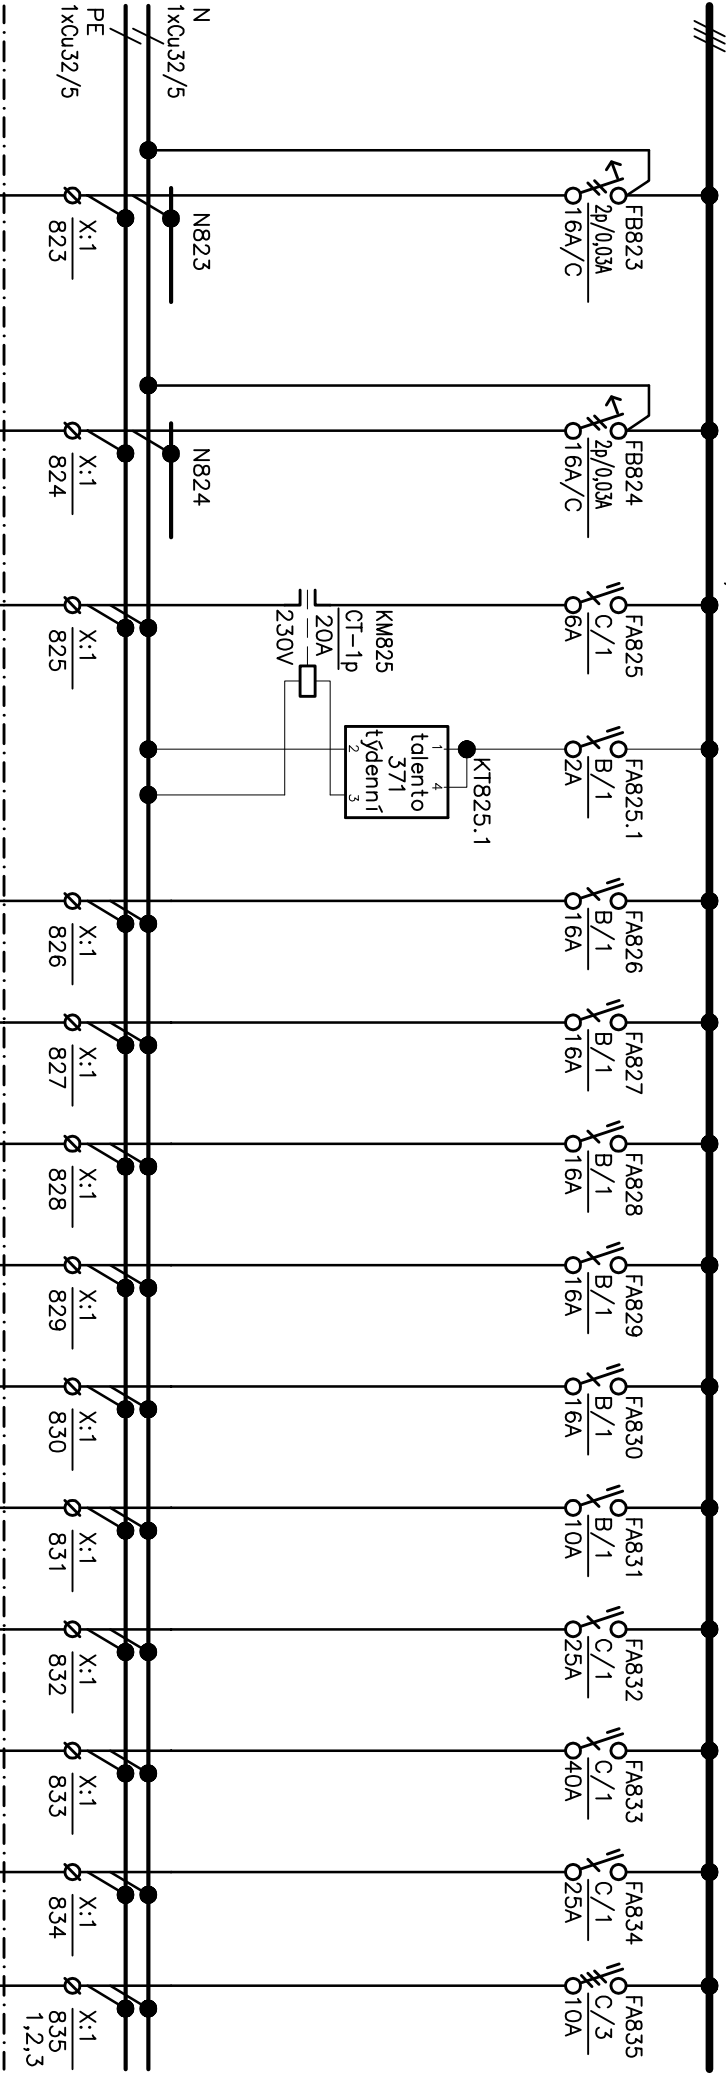 N
1xCu32/5
PE
1xCu32/5
FB823
2p/0,03A
16A/C
N823
X:1
823
FB824
2p/0,03A
16A/C
N824
X:1
824
FA825
C/1
6A
KM825
CT-1p
20A
230V
X:1
825
FA825.1
B/1
2A
KT825.1
1
4
talento
371
týdenní
2
3
FA826
B/1
16A
X:1
826
FA827
B/1
16A
X:1
827
FA828
B/1
16A
X:1
828
FA829
B/1
16A
X:1
829
FA830
B/1
16A
X:1
830
FA831
B/1
10A
X:1
831
FA832
C/1
25A
X:1
832
FA833
C/1
40A
X:1
833
FA834
C/1
25A
X:1
834
FA835
C/3
10A
X:1
835
1,2,3